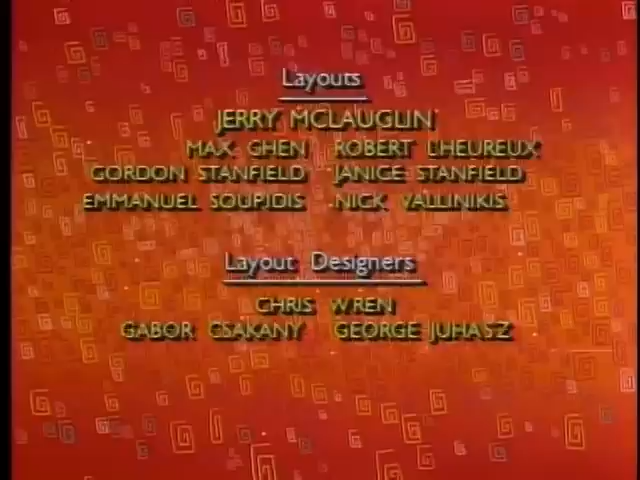 Layouts
JERRY MCLAUGLIN
MAX GHEN ROBERT L'HEUREUX
GORDON STANFIELD JANICE STANFIELD
EMMANUEL SOUPIDIS NICK VALLINIKIS
Layout Designers
CHRIS WREN
GABOR CSAKANY GEORGE JUHASZ